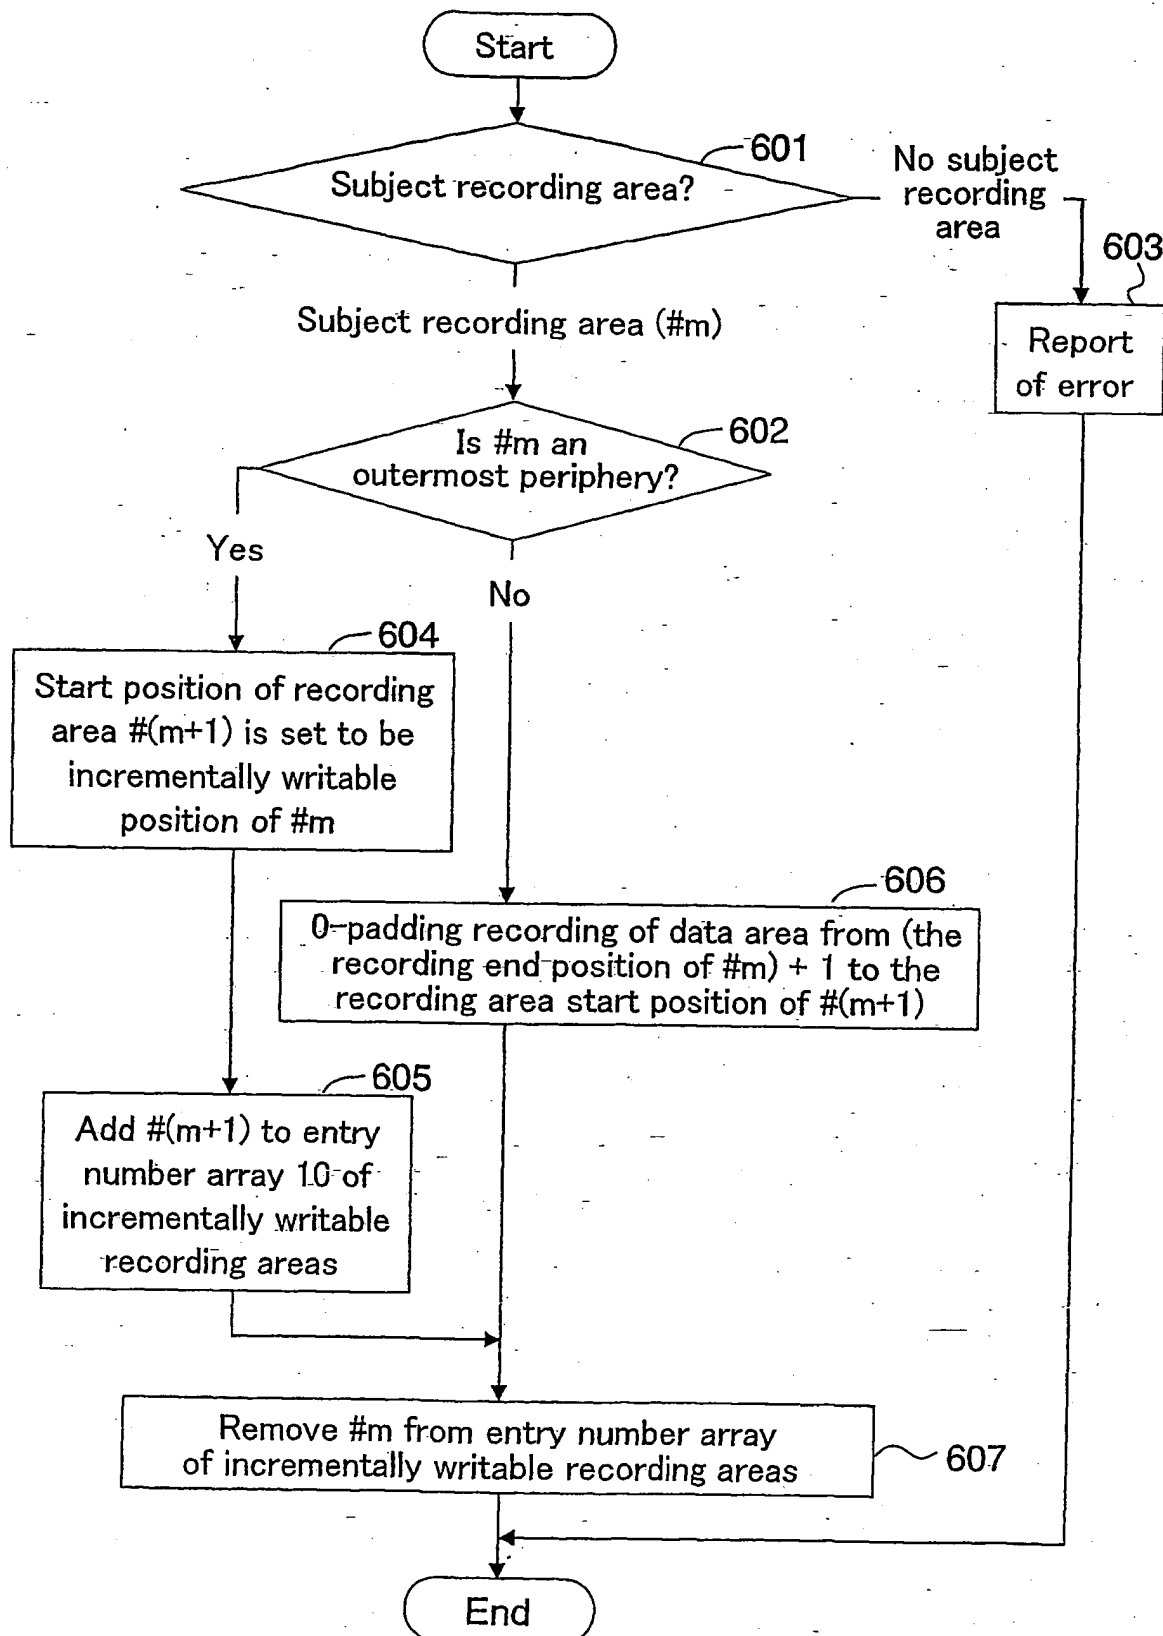 Start
601
Subject recording area?
No subject
recording
area
603
Subject recording area (#m)
Report
of error
602
Is #m an
outermost periphery?
Yes
No
604
Start position of recording
area #(m+1) is set to be
incrementally writable
position of #m
606
0-padding recording of data area from (the
recording end position of #m) + 1 to the
recording area start position of #(m+1)
605
Add #(m+1) to entry
number array 10 of
incrementally writable
recording areas
Remove #m from entry number array
of incrementally writable recording areas
607
End